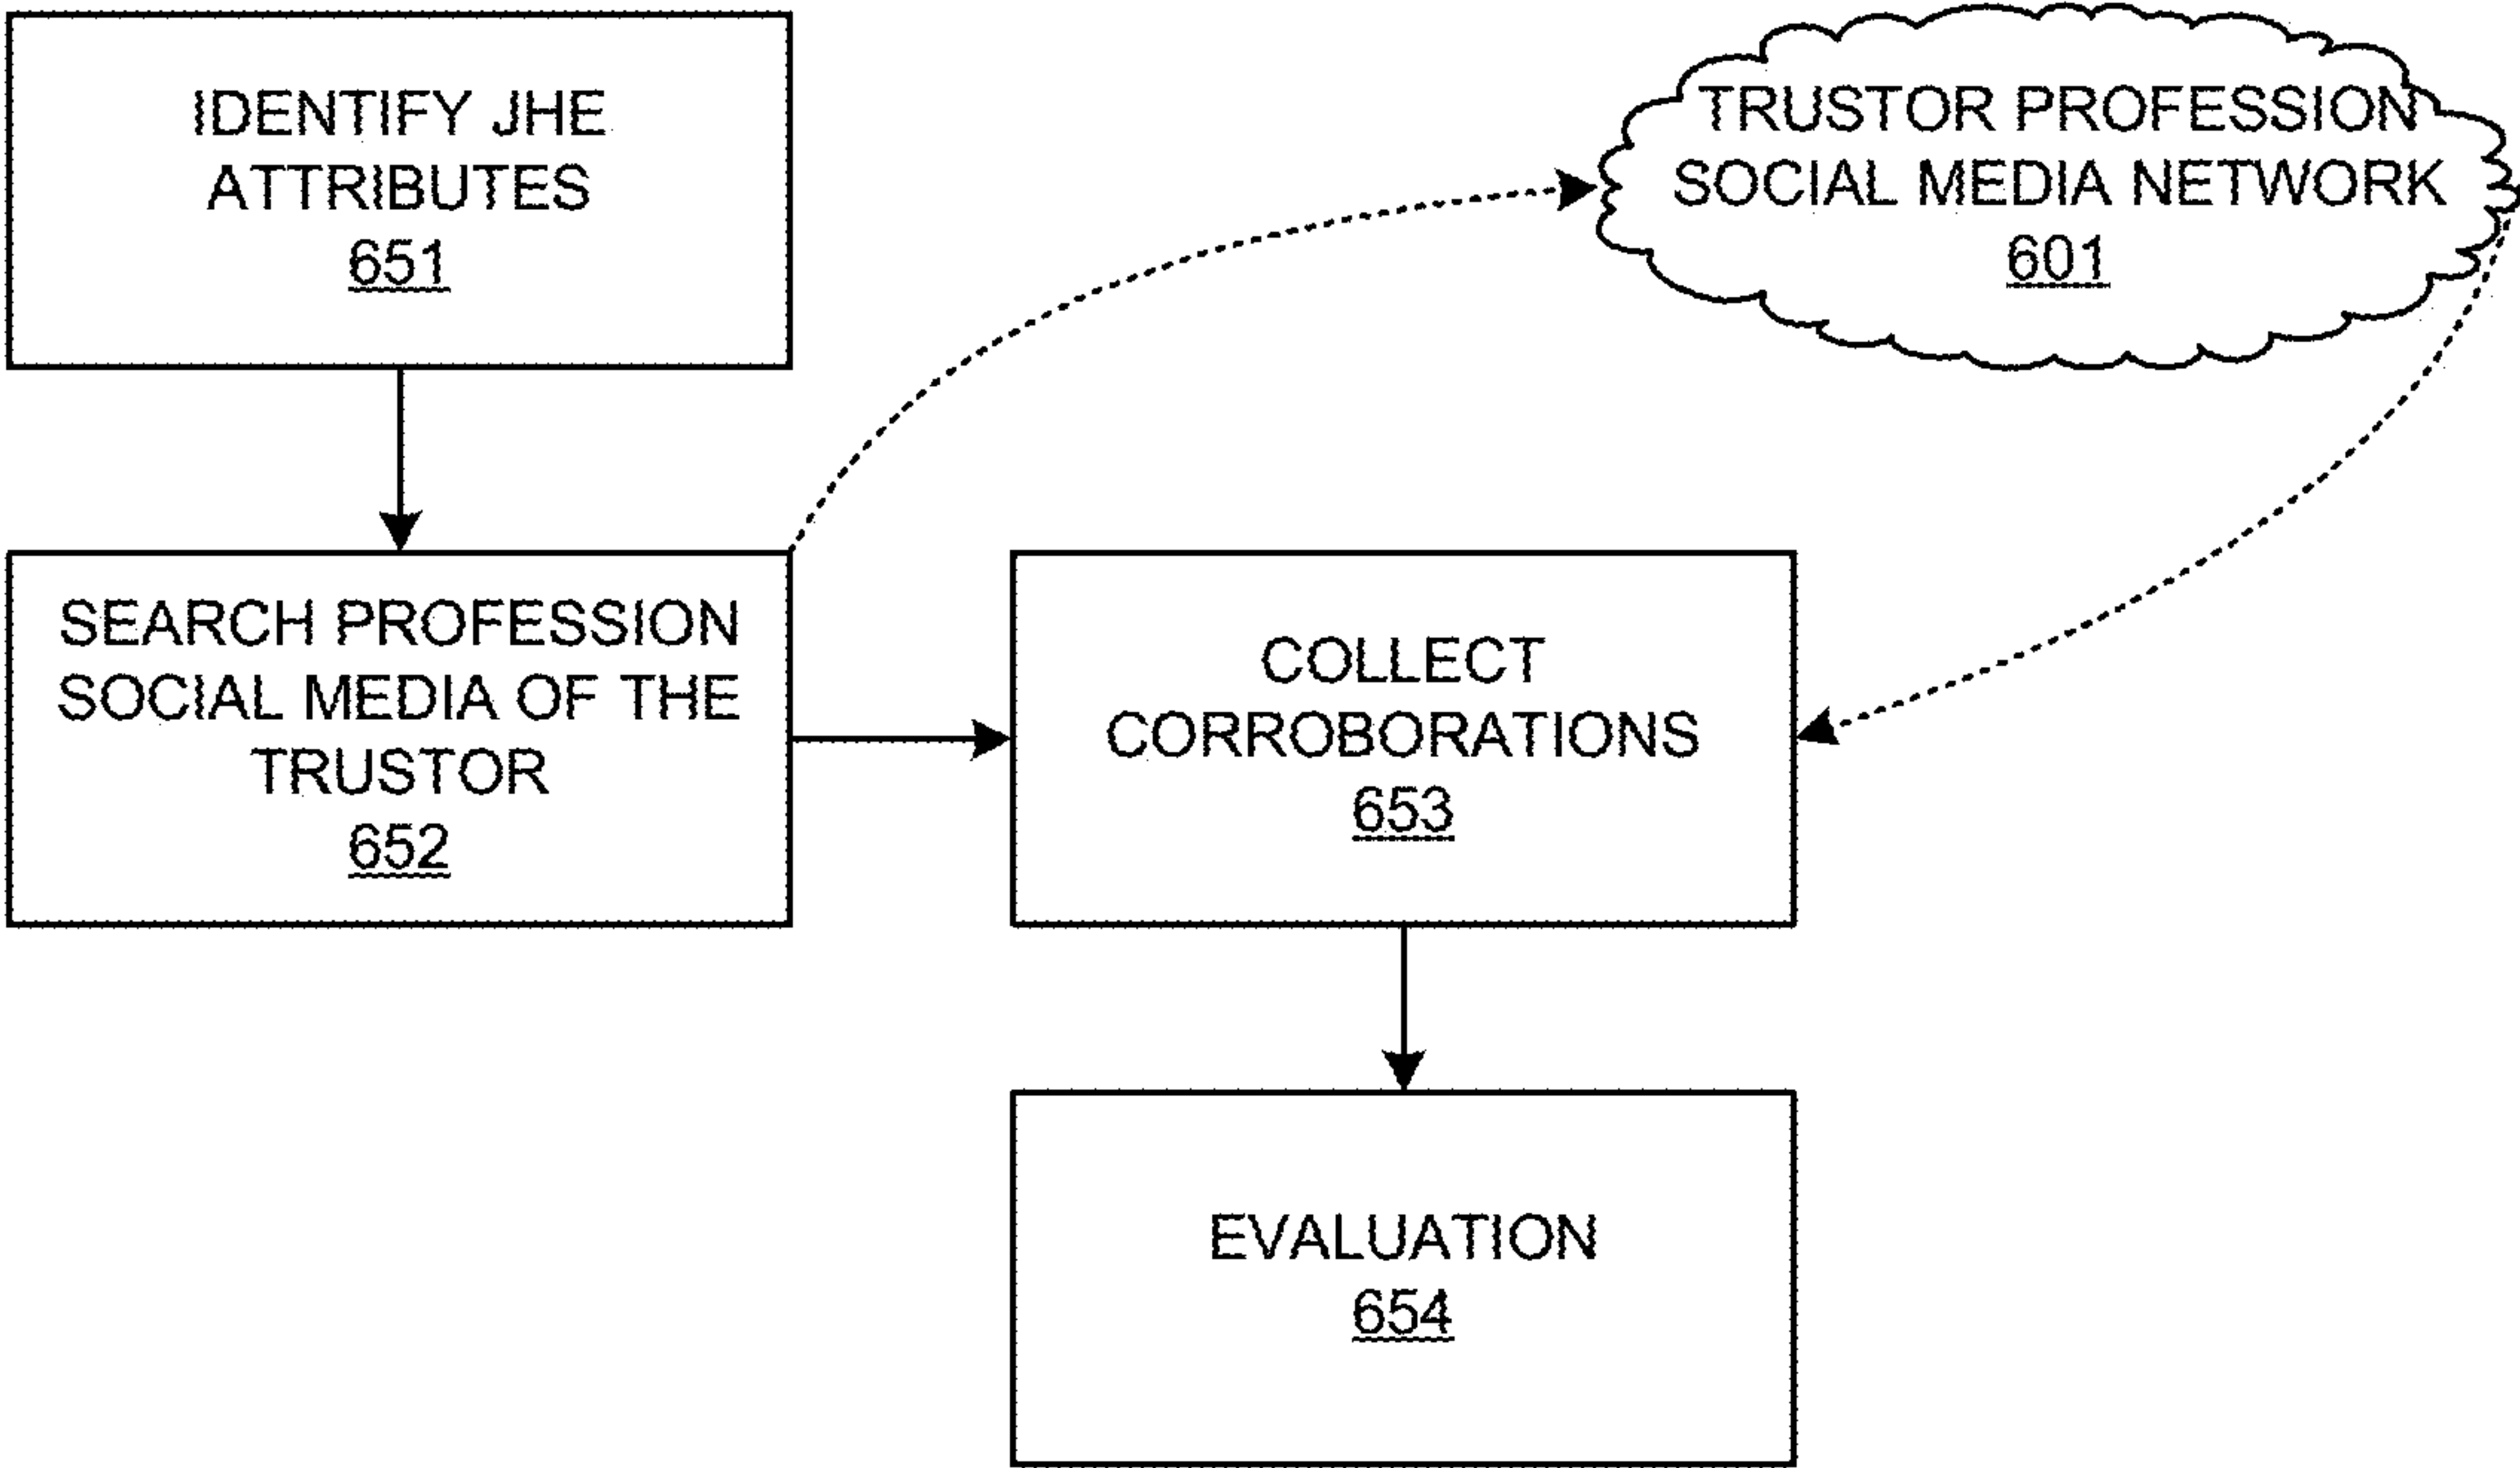 IDENTIFY JHE
ATTRIBUTES
651
TRUSTOR PROFESSION
SOCIAL MEDIA NETWORK
601
SEARCH PROFESSION
SOCIAL MEDIA OF THE
TRUSTOR
652
COLLECT
CORROBORATIONS
653
EVALUATION
654